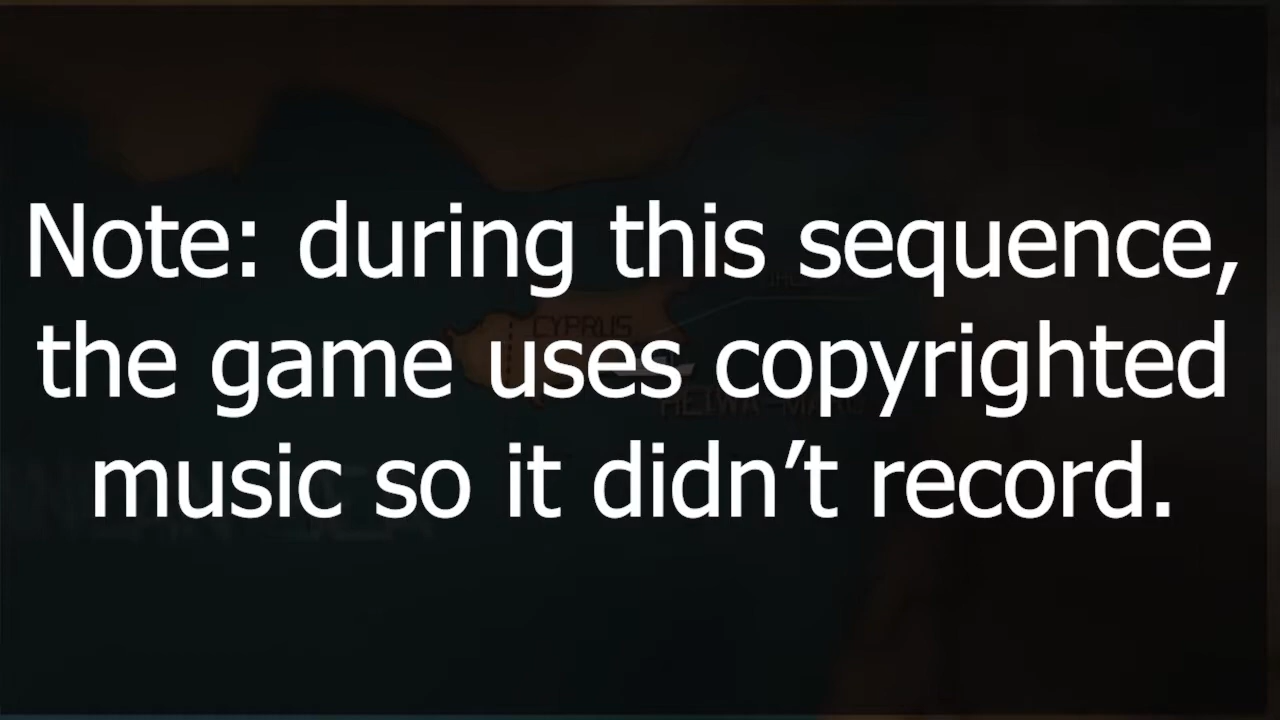 Note: during this sequence,
the game uses copyrighted
music so it didn’t record.
CYPRUS